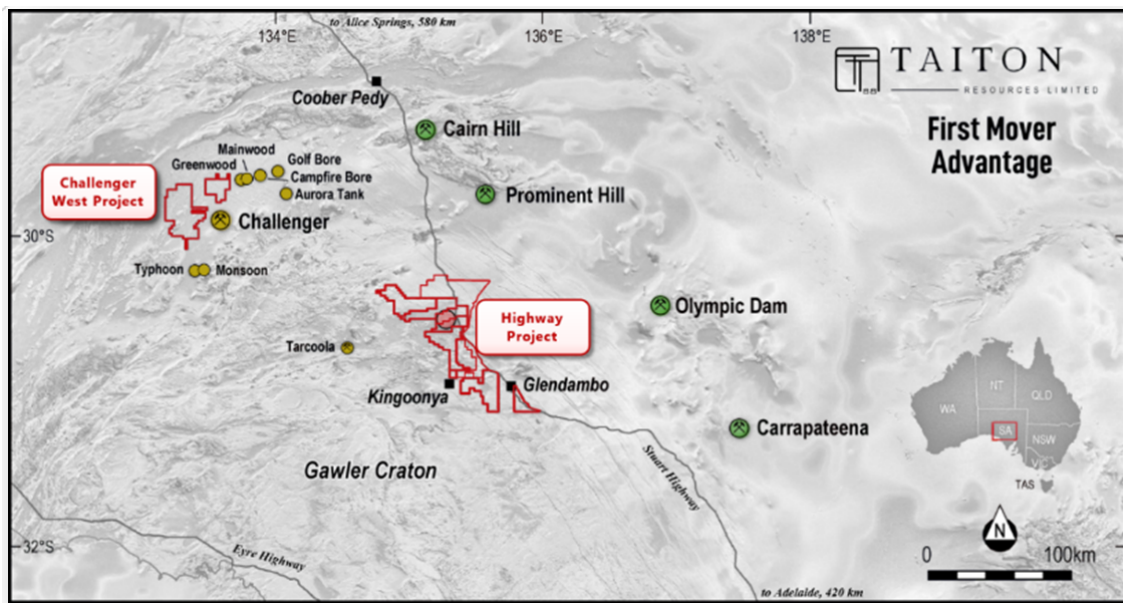 to Alice Springs, 580 km
134°E
136°E
138°E
TAITON
RESOURCES LIMITED
First Mover
Advantage
Coober Pedy
Cairn Hill
Mainwood
Greenwood
Golf Bore
Campfire Bore
Aurora Tank
Challenger
West Project
Prominent Hill
Challenger
30°S
Typhoon
Monsoon
Highway
Project
Olympic Dam
Tarcoola
Kingoonya
Glendambo
Carrapateena
WA
NT
QLD
SA
NSW
VIC
TAS
Gawler Craton
Stuart Highway
N
32°S
Eyre Highway
0
100km
to Adelaide, 420 km